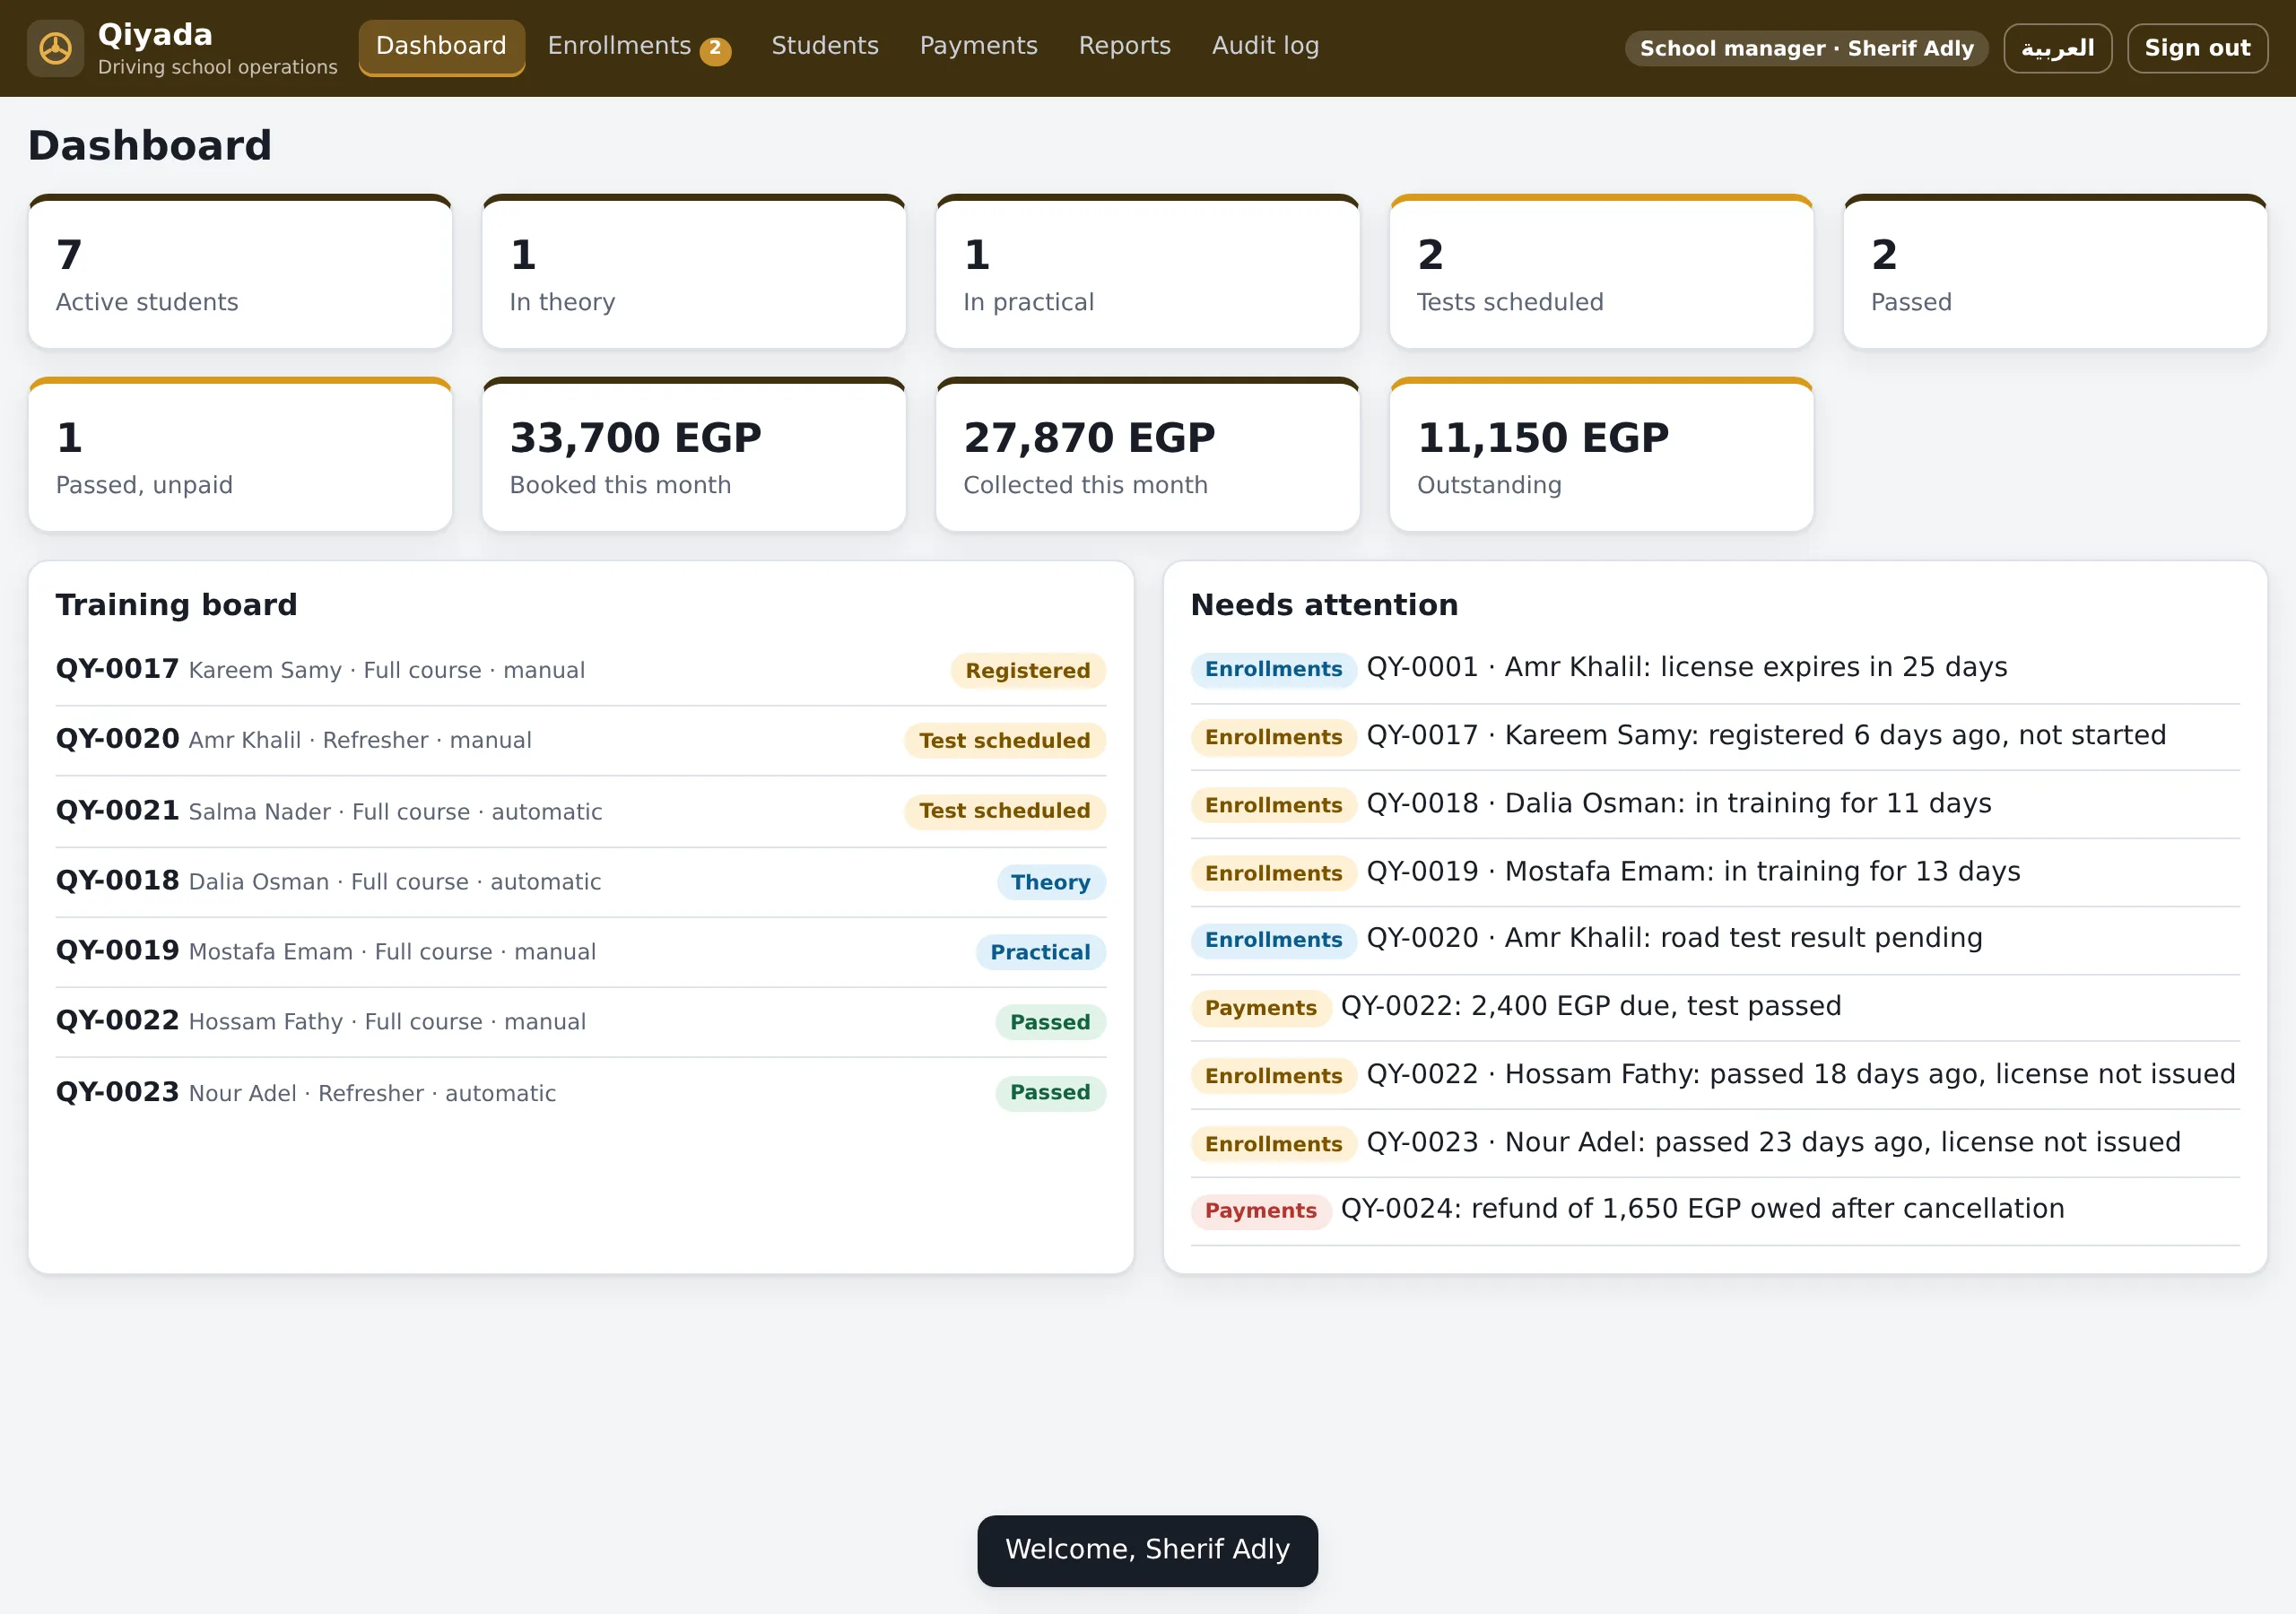 Qiyada
Driving school operations
Dashboard
Enrollments 2
Students
Payments
Reports
Audit log
School manager · Sherif Adly
العربية
Sign out
Dashboard
7
Active students
1
In theory
1
In practical
2
Tests scheduled
2
Passed
1
Passed, unpaid
33,700 EGP
Booked this month
27,870 EGP
Collected this month
11,150 EGP
Outstanding
Training board
QY-0017 Kareem Samy · Full course · manual Registered
QY-0020 Amr Khalil · Refresher · manual Test scheduled
QY-0021 Salma Nader · Full course · automatic Test scheduled
QY-0018 Dalia Osman · Full course · automatic Theory
QY-0019 Mostafa Emam · Full course · manual Practical
QY-0022 Hossam Fathy · Full course · manual Passed
QY-0023 Nour Adel · Refresher · automatic Passed
Needs attention
Enrollments QY-0001 · Amr Khalil: license expires in 25 days
Enrollments QY-0017 · Kareem Samy: registered 6 days ago, not started
Enrollments QY-0018 · Dalia Osman: in training for 11 days
Enrollments QY-0019 · Mostafa Emam: in training for 13 days
Enrollments QY-0020 · Amr Khalil: road test result pending
Payments QY-0022: 2,400 EGP due, test passed
Enrollments QY-0022 · Hossam Fathy: passed 18 days ago, license not issued
Enrollments QY-0023 · Nour Adel: passed 23 days ago, license not issued
Payments QY-0024: refund of 1,650 EGP owed after cancellation
Welcome, Sherif Adly